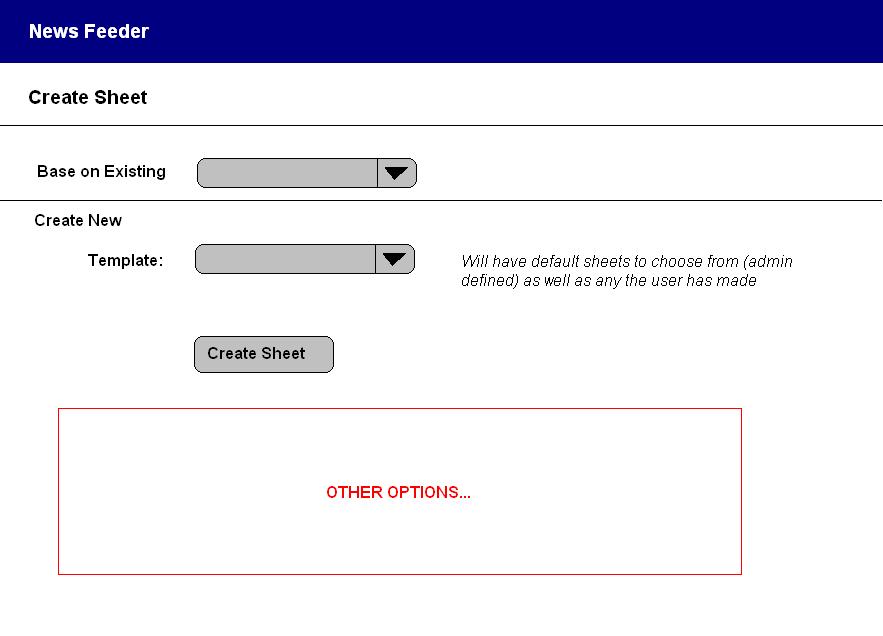 News Feeder
Create Sheet
Base on Existing
Create New
Template:
Will have default sheets to choose from (admin
defined) as well as any the user has made
Create Sheet
OTHER OPTIONS...